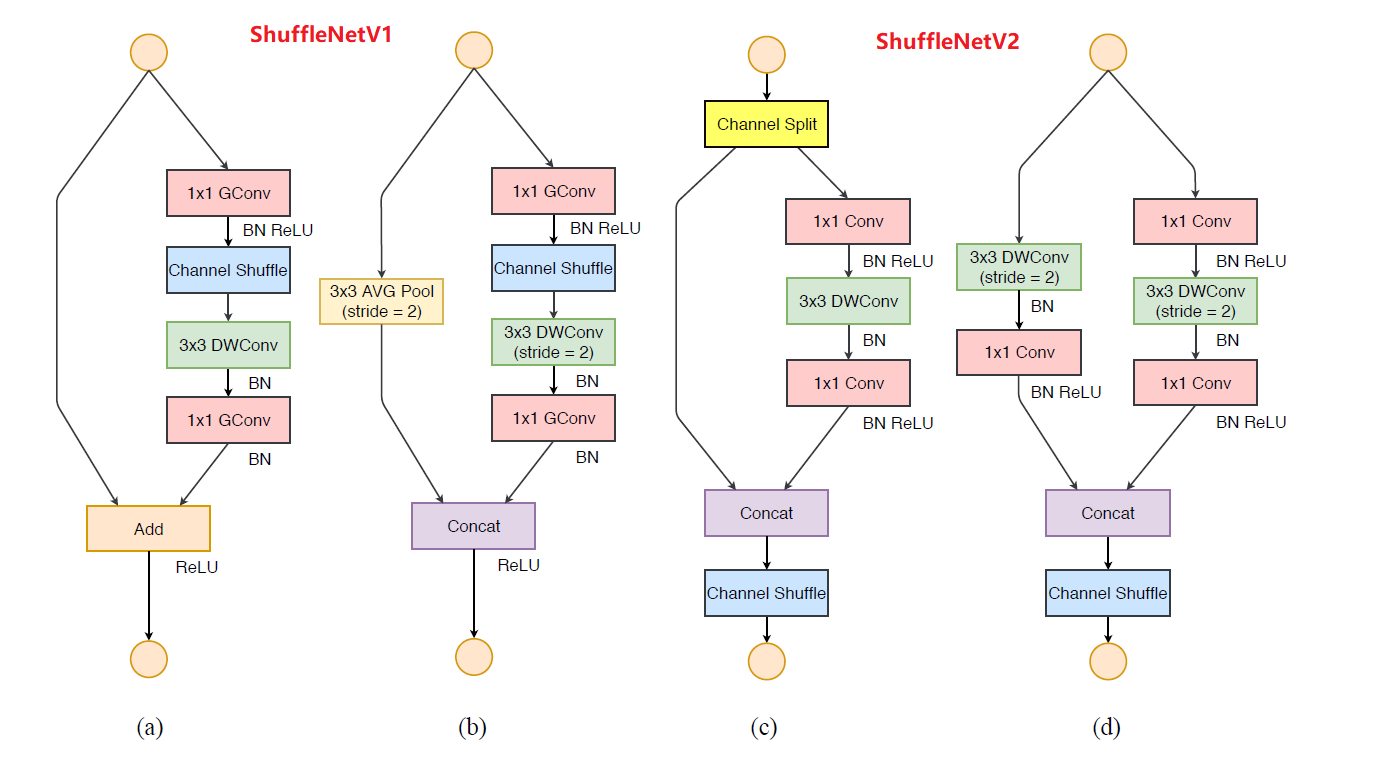 ShuffleNetV1
ShuffleNetV2
1x1 GConv
BN ReLU
Channel Shuffle
3x3 DWConv
BN
1x1 GConv
BN
Add
ReLU
(a)
1x1 GConv
BN ReLU
Channel Shuffle
3x3 AVG Pool
(stride = 2)
3x3 DWConv
(stride = 2)
BN
1x1 GConv
BN
Concat
ReLU
(b)
Channel Split
1x1 Conv
BN ReLU
3x3 DWConv
BN
1x1 Conv
BN ReLU
Concat
Channel Shuffle
(c)
3x3 DWConv
(stride = 2)
BN
1x1 Conv
BN ReLU
1x1 Conv
BN ReLU
3x3 DWConv
(stride = 2)
BN
1x1 Conv
BN ReLU
Concat
Channel Shuffle
(d)